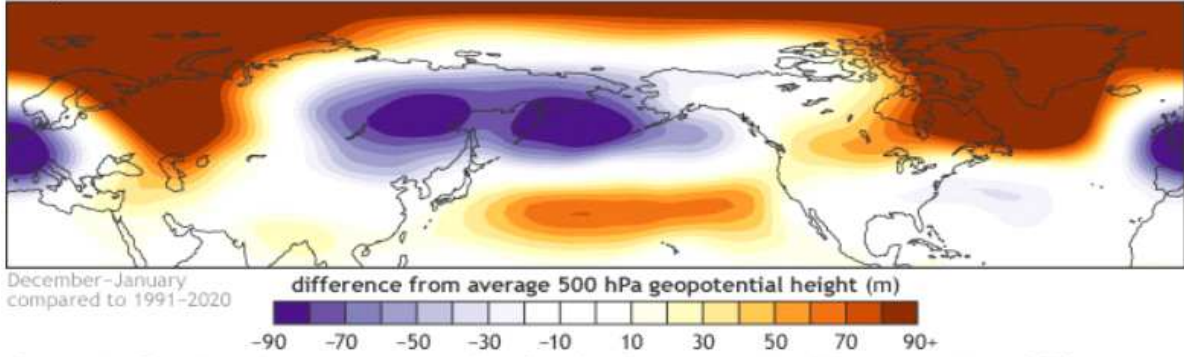 December–January
compared to 1991–2020
difference from average 500 hPa geopotential height (m)
-90 -70 -50 -30 -10 10 30 50 70 90+